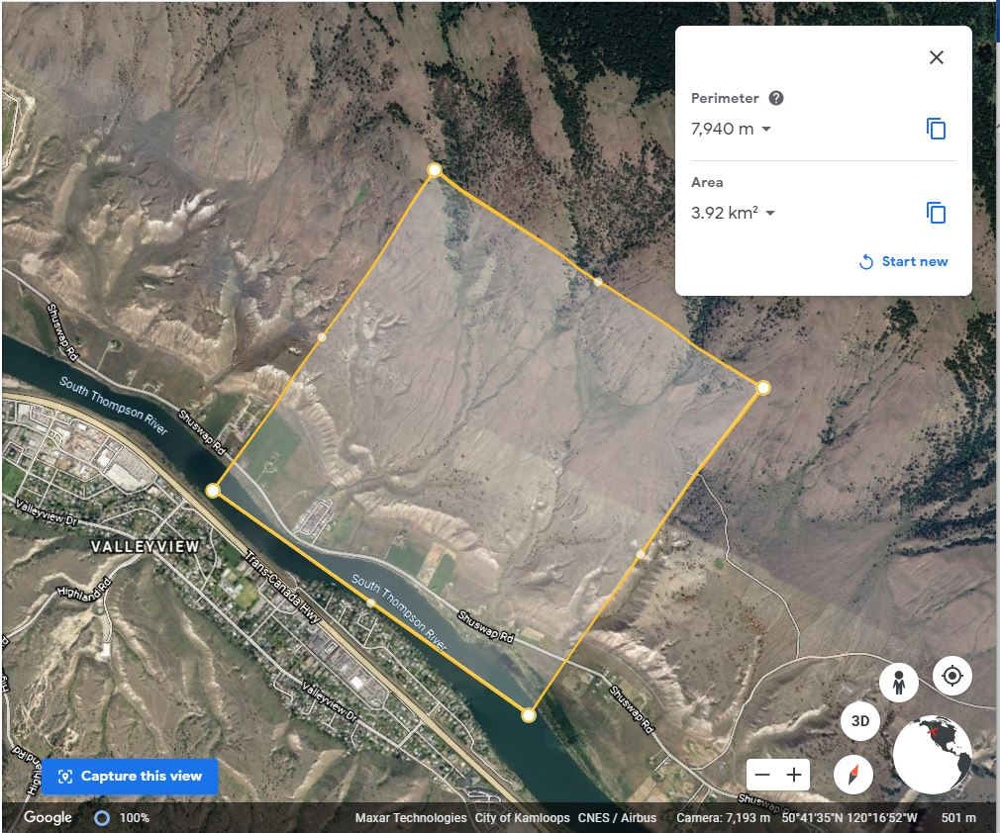 Perimeter
7,940 m
Area
3.92 km²
Start new
Shuswap Rd
South Thompson River
Shuswap Rd
Valleyview Dr
VALLEYVIEW
Highland Rd
Trans-Canada HWY
South Thompson River
Shuswap Rd
Valleyview Dr
Shuswap Rd
3D
Capture this view
Google
100%
Maxar Technologies City of Kamloops CNES / Airbus
Camera: 7,193 m 50°41'35"N 120°16'52"W
501 m